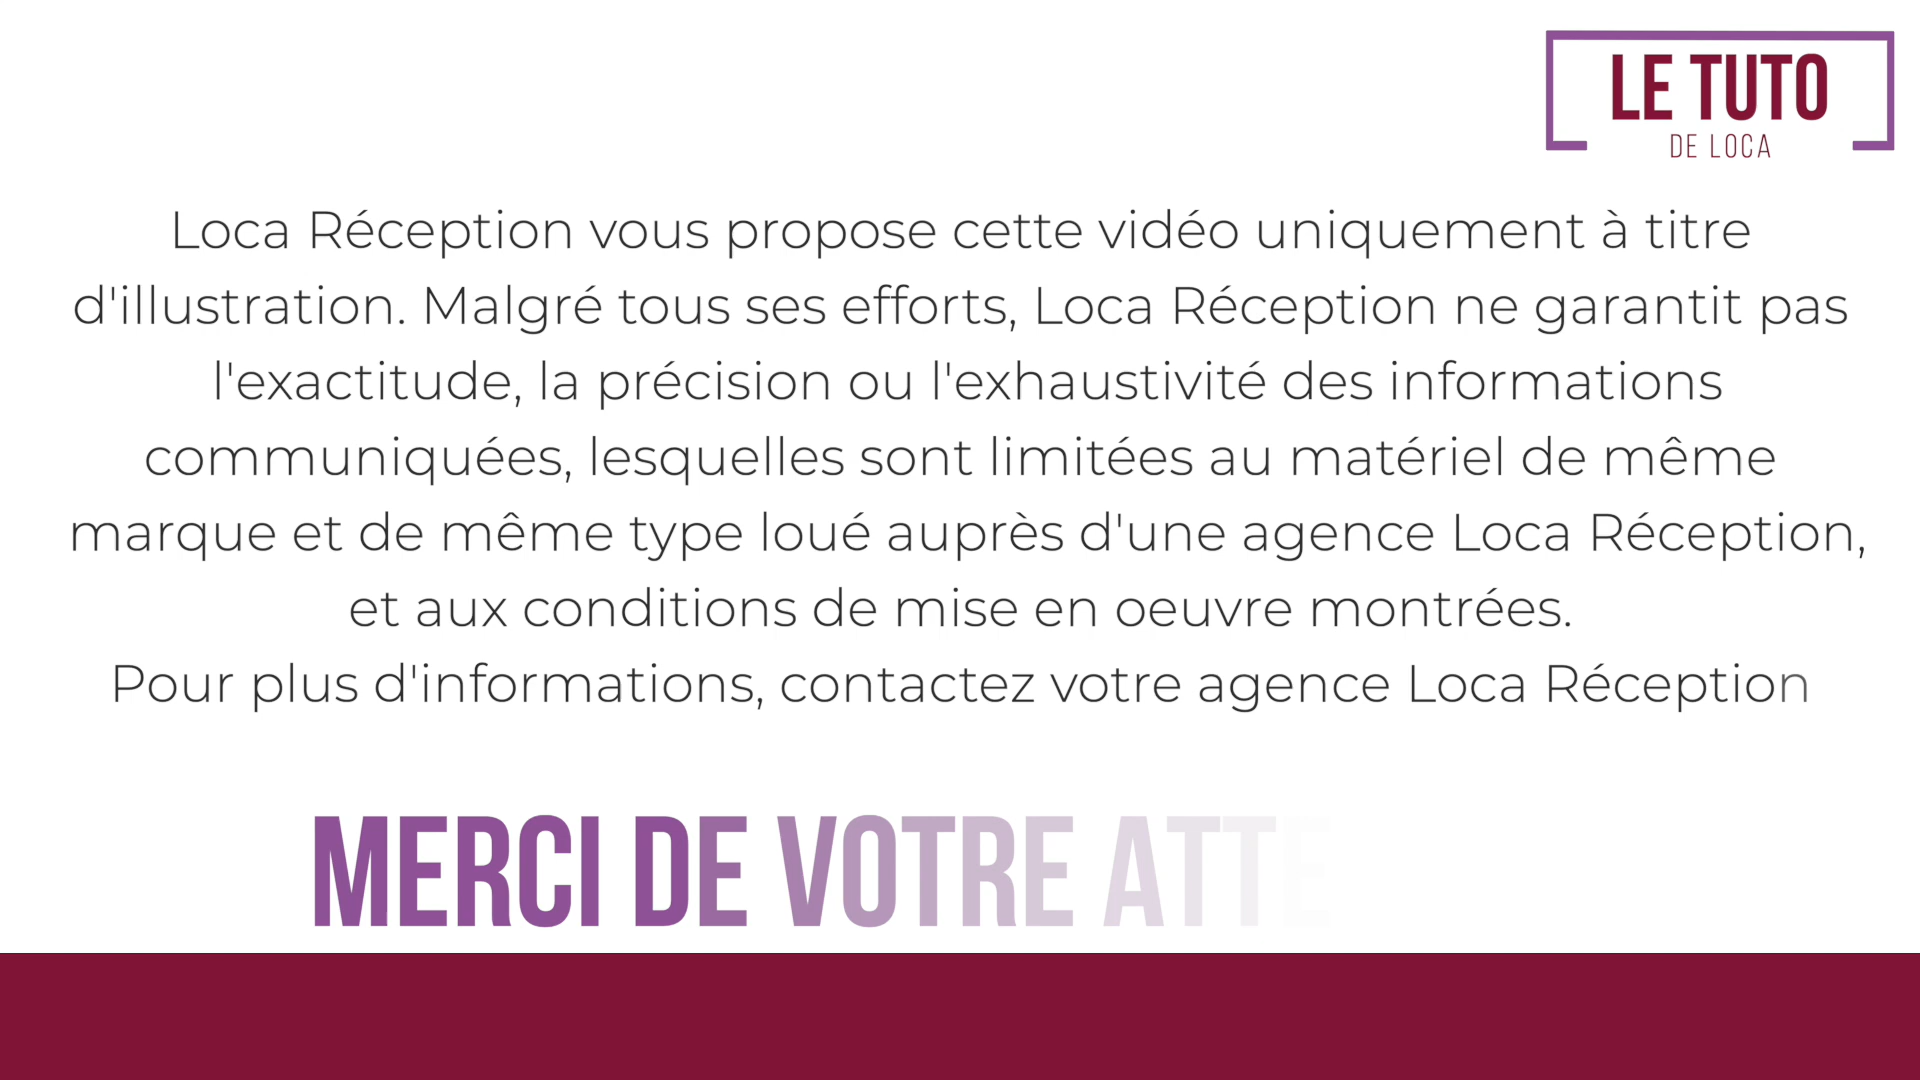 LE TUTO
DE LOCA
Loca Réception vous propose cette vidéo uniquement à titre
d'illustration. Malgré tous ses efforts, Loca Réception ne garantit pas
l'exactitude, la précision ou l'exhaustivité des informations
communiquées, lesquelles sont limitées au matériel de même
marque et de même type loué auprès d'une agence Loca Réception,
et aux conditions de mise en oeuvre montrées.
Pour plus d'informations, contactez votre agence Loca Réception
MERCI DE VOTRE ATTE